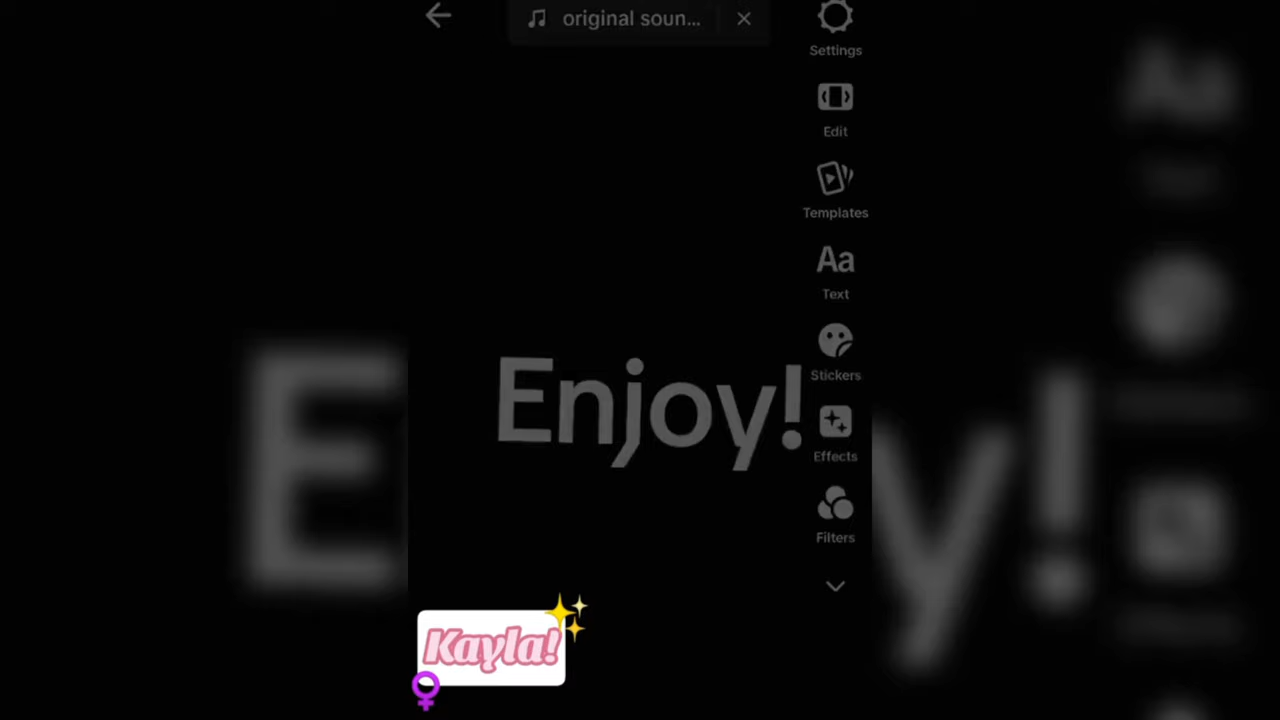 original soun...
Settings
Edit
Templates
Aa
Text
Stickers
Enjoy!
Effects
Filters
Kayla!